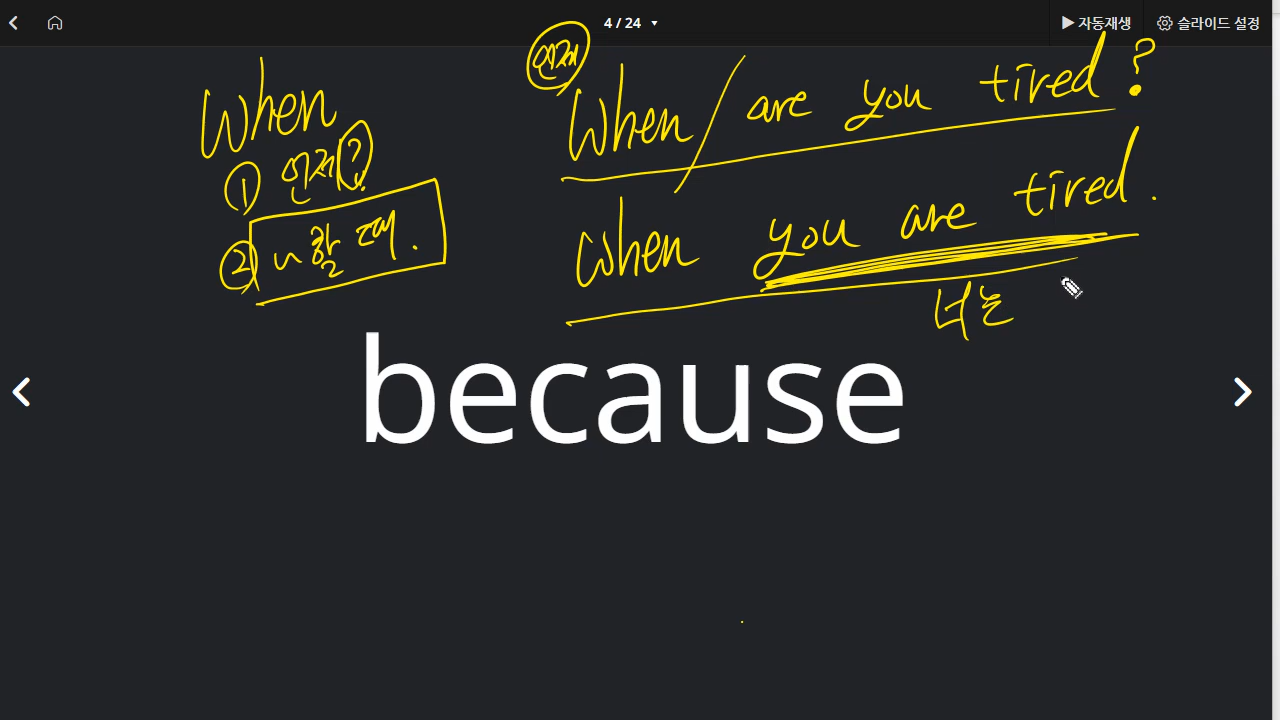 4 / 24
자동재생
슬라이드 설정
When
① 언제?
② ~할 때.
언제
When / are you tired?
When you are tired.
너는
because